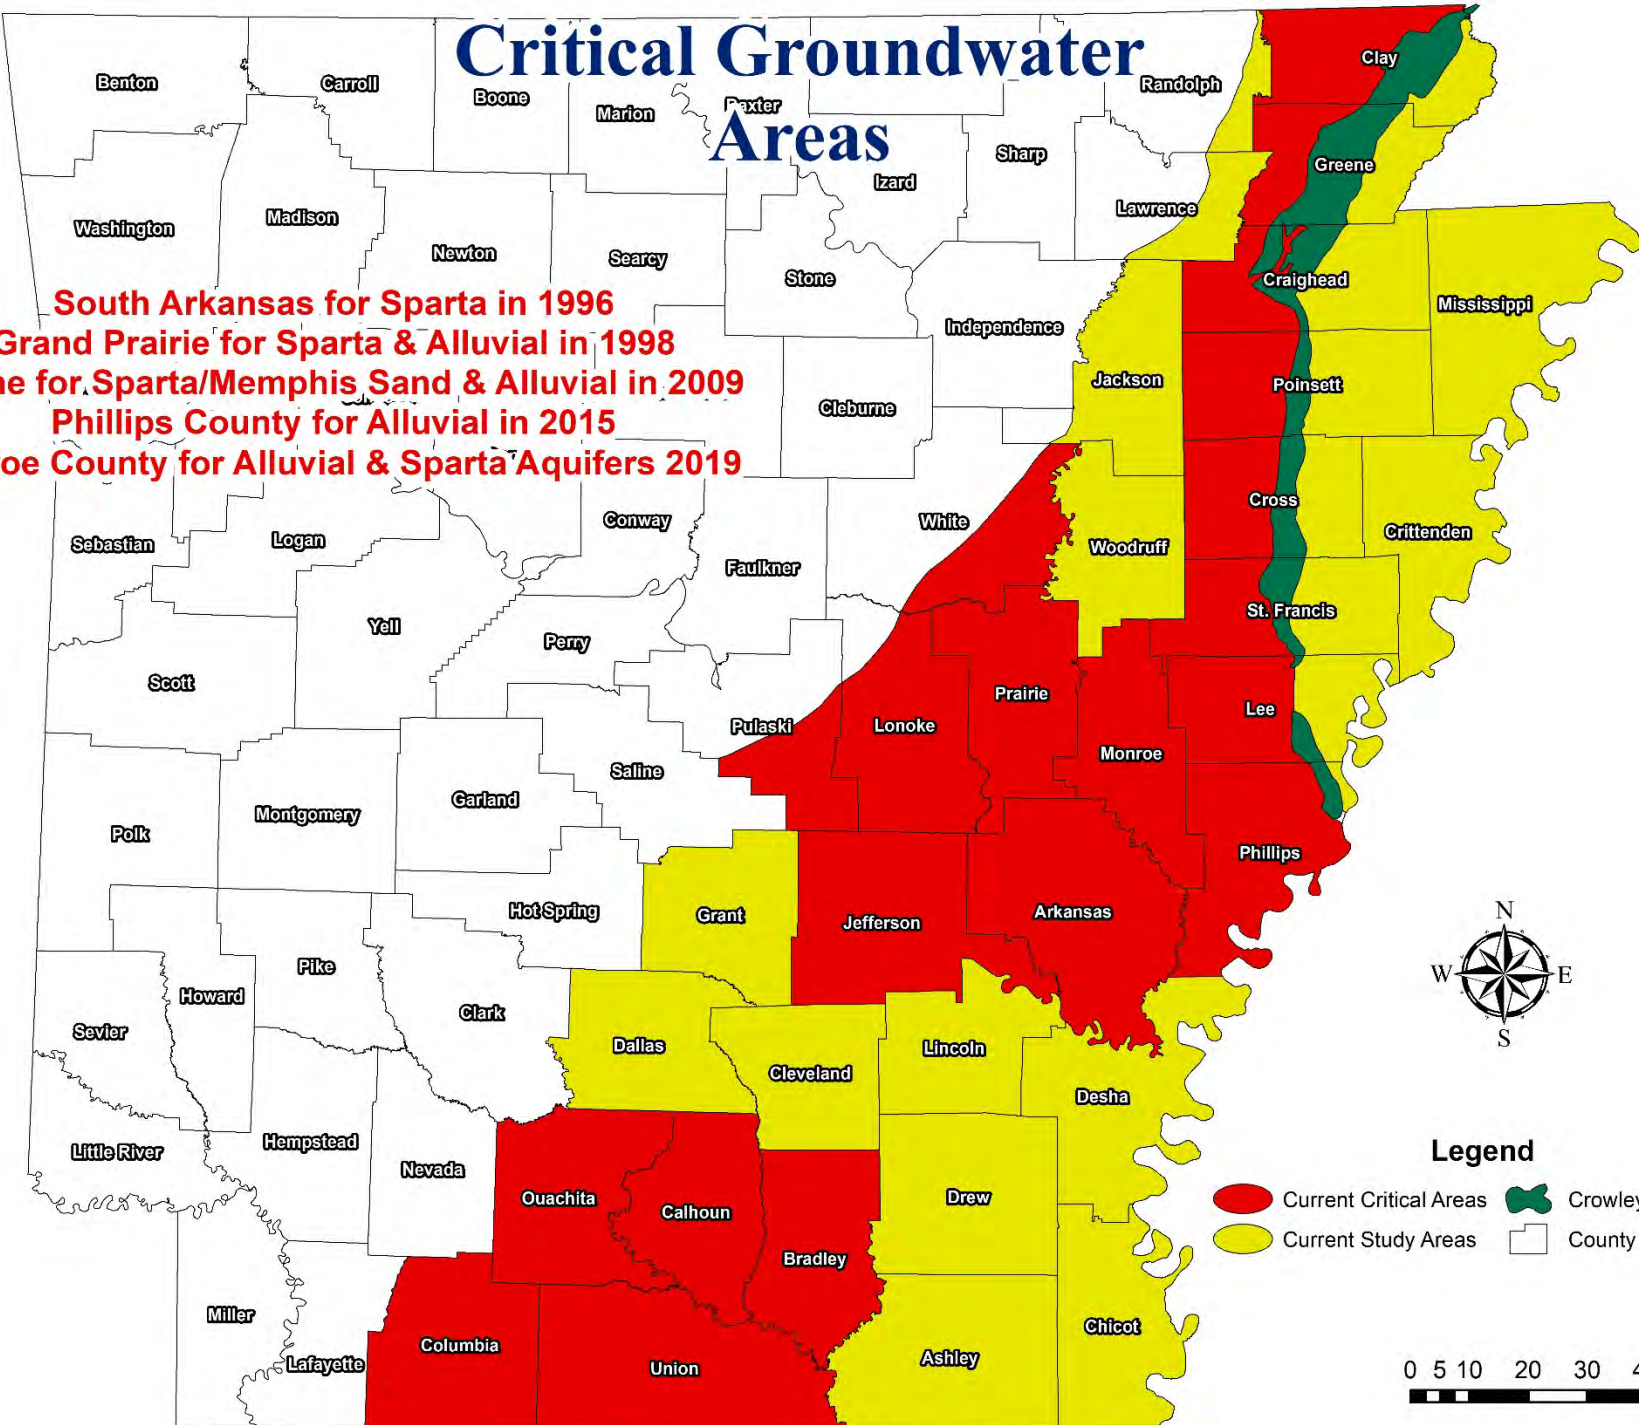 Critical Groundwater
Areas
Benton
Carroll
Boone
Marion
Baxter
Randolph
Clay
Sharp
Izard
Greene
Washington
Madison
Newton
Searcy
Stone
Lawrence
Craighead
Mississippi
Independence
South Arkansas for Sparta in 1996
Grand Prairie for Sparta & Alluvial in 1998
for Sparta/Memphis Sand & Alluvial in 2009
Phillips County for Alluvial in 2015
County for Alluvial & Sparta Aquifers 2019
Jackson
Poinsett
Cleburne
Cross
Crittenden
Sebastian
Logan
Conway
White
Woodruff
Faulkner
Yell
Perry
St. Francis
Scott
Pulaski
Lonoke
Prairie
Lee
Monroe
Saline
Garland
Montgomery
Polk
Phillips
Hot Spring
Grant
Jefferson
Arkansas
Pike
Howard
Clark
Sevier
Dallas
Cleveland
Lincoln
Desha
Little River
Hempstead
Nevada
Ouachita
Calhoun
Drew
Bradley
Miller
Lafayette
Columbia
Union
Ashley
Chicot
N
W E
S
Legend
Current Critical Areas Crowley
Current Study Areas County
0 5 10 20 30 4